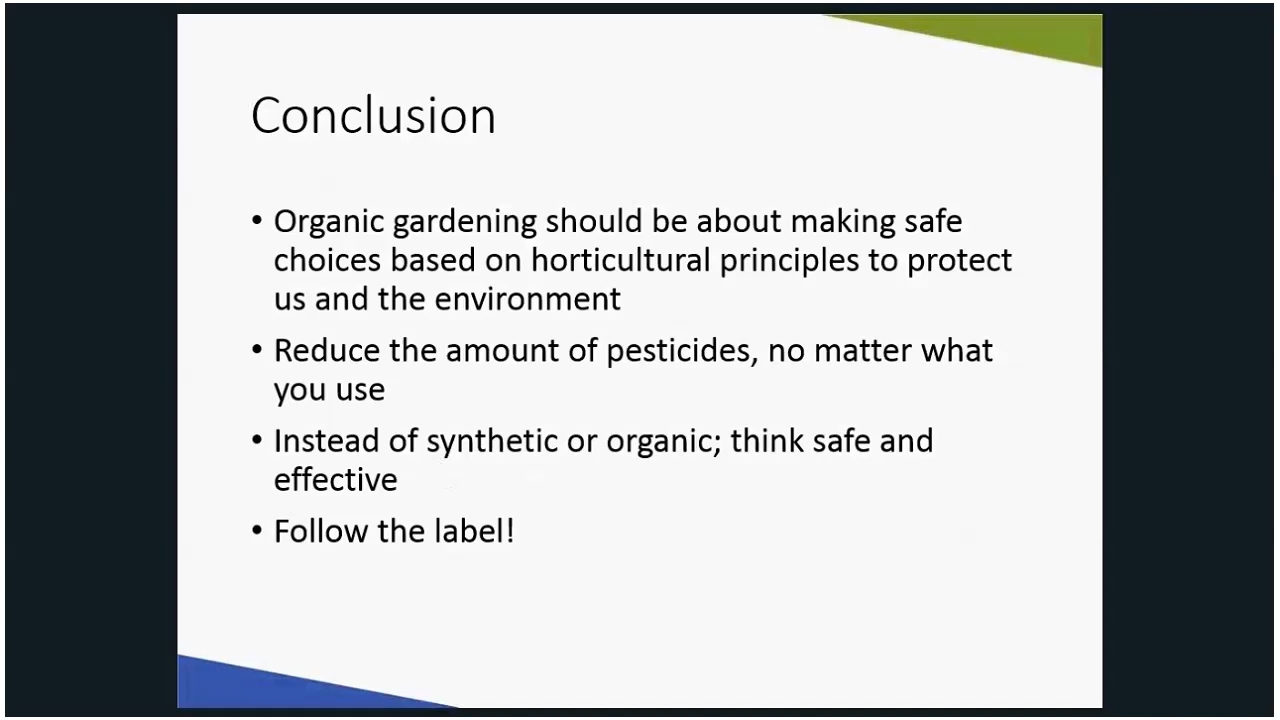 Conclusion
• Organic gardening should be about making safe
choices based on horticultural principles to protect
us and the environment
• Reduce the amount of pesticides, no matter what
you use
• Instead of synthetic or organic; think safe and
effective
• Follow the label!